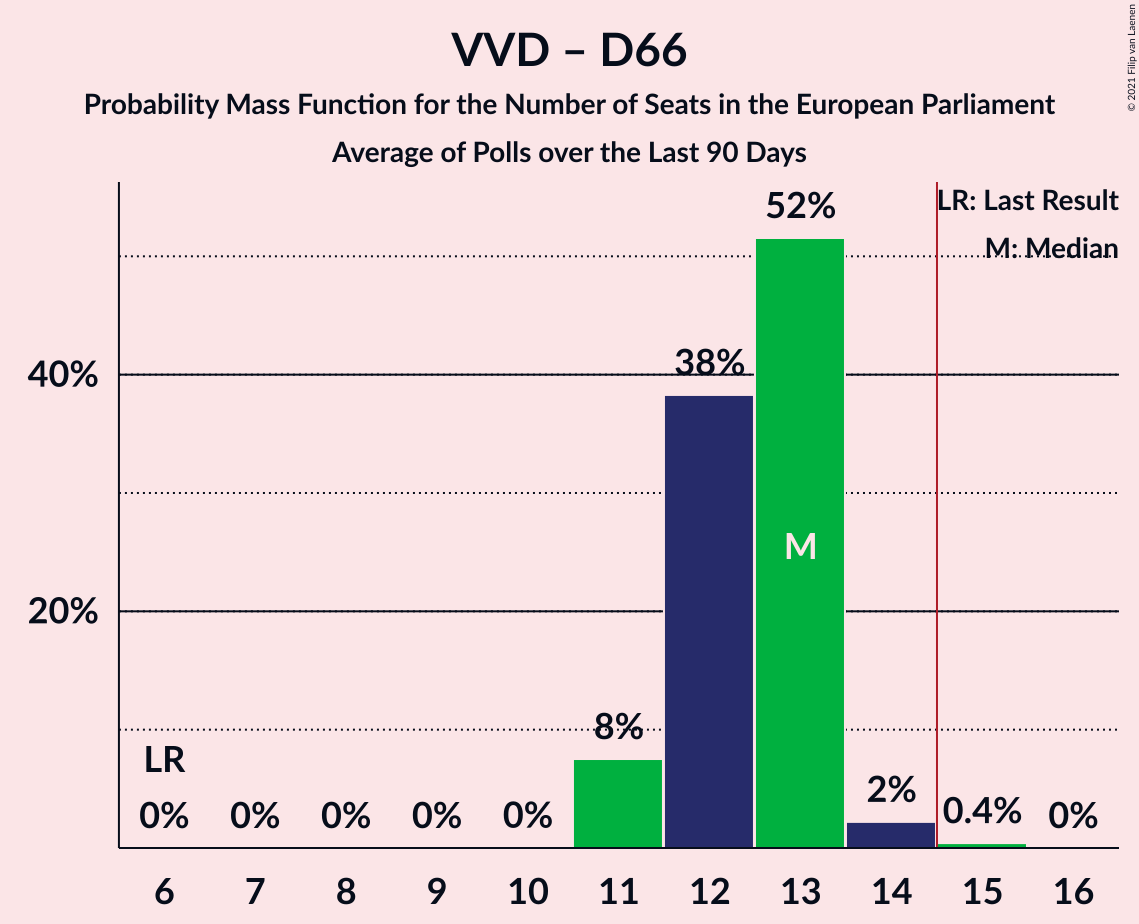 VVD – D66
Probability Mass Function for the Number of Seats in the European Parliament
Average of Polls over the Last 90 Days
© 2021 Filip van Laenen
LR: Last Result
M: Median
52%
38%
40%
M
20%
8%
LR
2%
0.4%
0% 0% 0% 0% 0% 0%
6 7 8 9 10 11 12 13 14 15 16